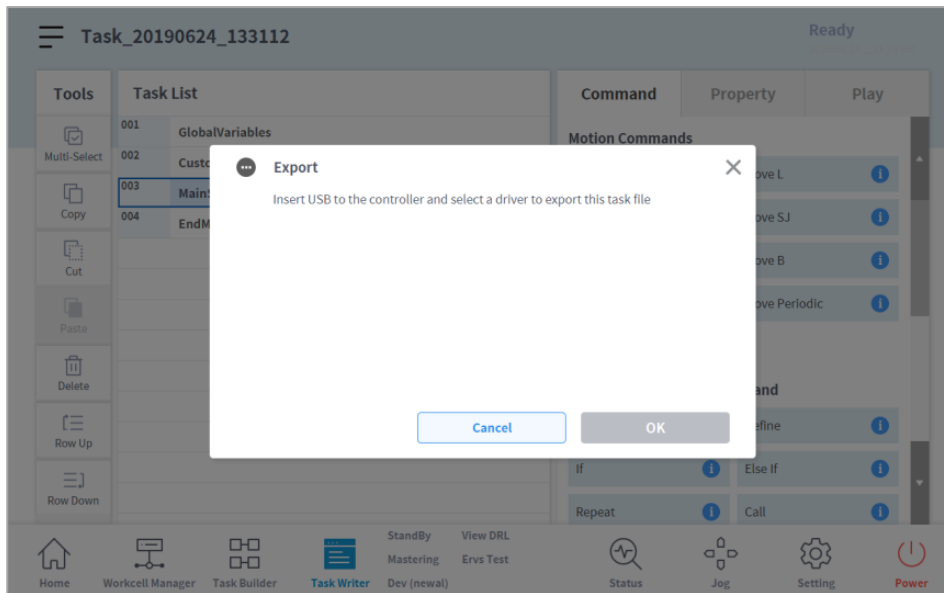 Task_20190624_133112
Ready
Tools
Task List
Command
Property
Play
Multi-Select
Copy
Cut
Paste
Delete
Row Up
Row Down
001
GlobalVariables
002
Custo
003
MainS
004
EndM
Motion Commands
ove L
ove SJ
ove B
ove Periodic
and
efine
If
Else If
Repeat
Call
Export
Insert USB to the controller and select a driver to export this task file
Cancel
OK
Home
Workcell Manager
Task Builder
Task Writer
StandBy
View DRL
Mastering
Ervs Test
Dev (newal)
Status
Jog
Setting
Power